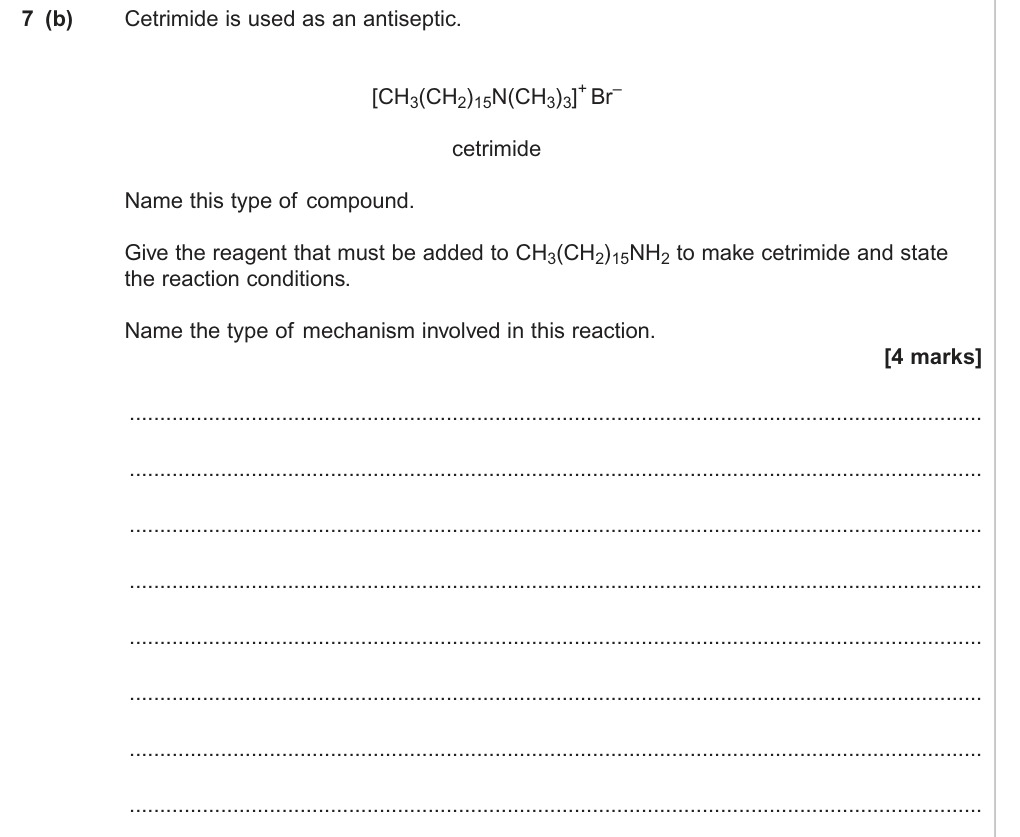 7 (b) Cetrimide is used as an antiseptic.
[CH₃(CH₂)₁₅N(CH₃)₃]⁺ Br⁻
cetrimide
Name this type of compound.
Give the reagent that must be added to CH₃(CH₂)₁₅NH₂ to make cetrimide and state
the reaction conditions.
Name the type of mechanism involved in this reaction.
[4 marks]